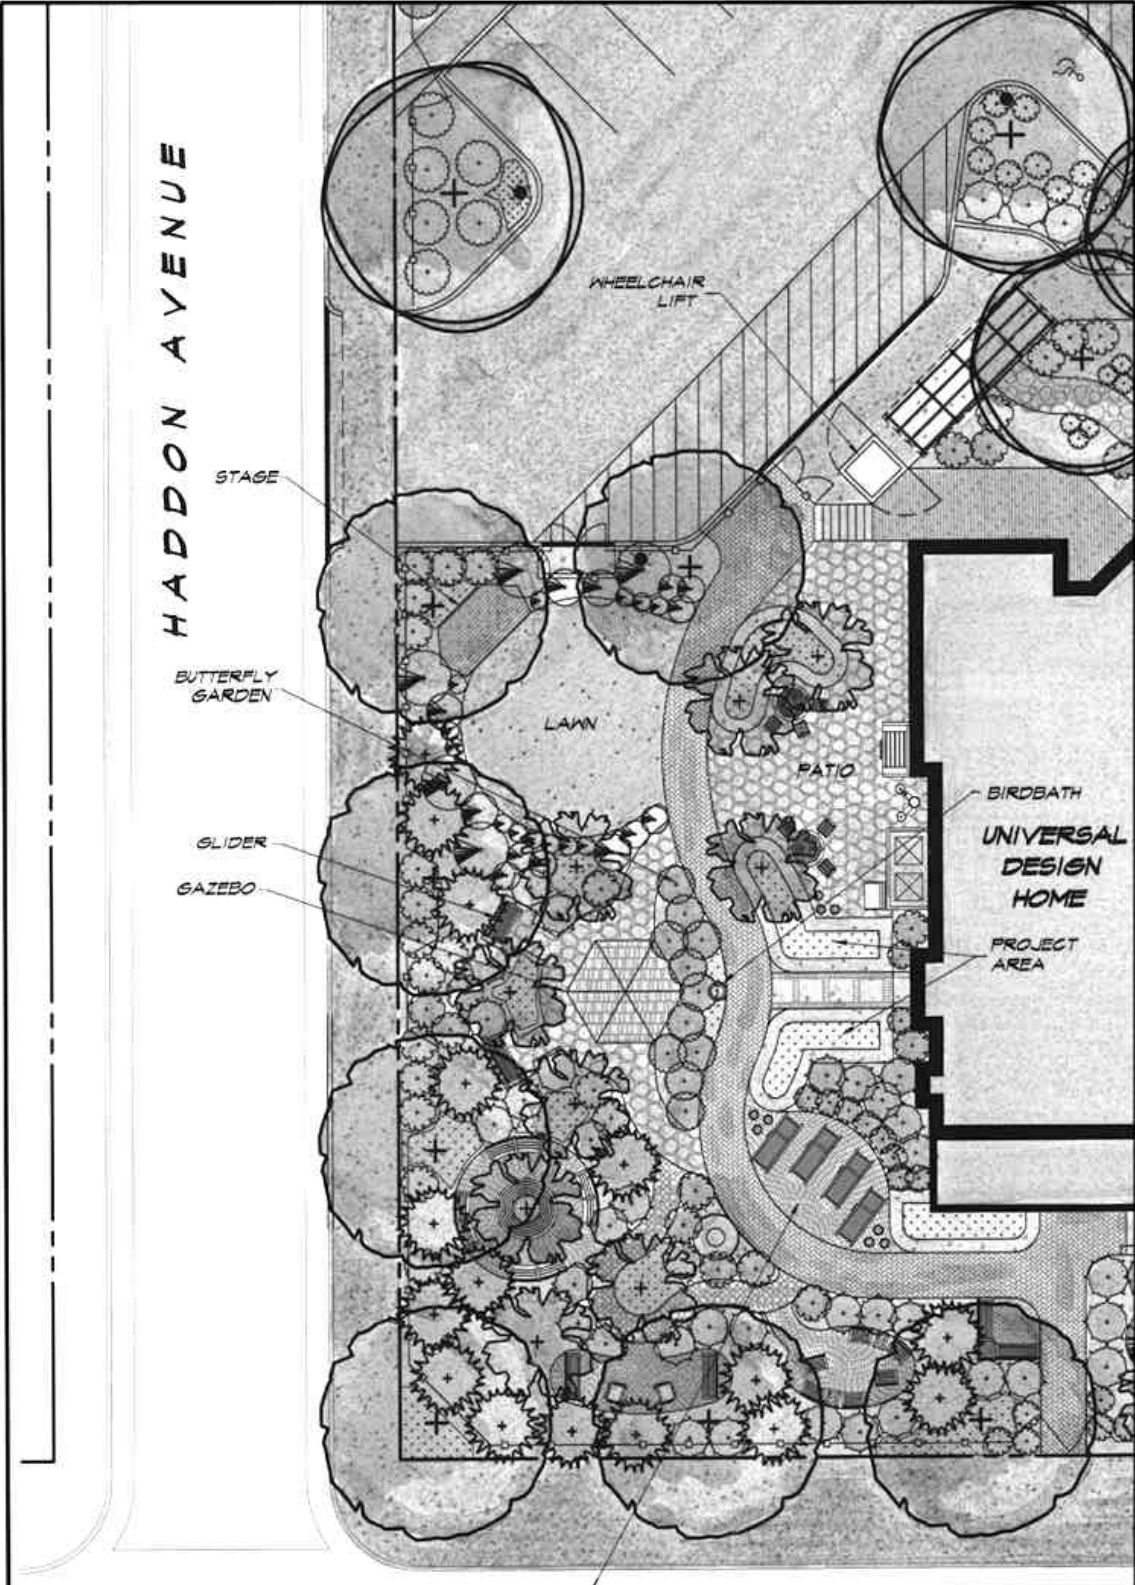 HADDON AVENUE
WHEELCHAIR
LIFT
STAGE
BUTTERFLY
GARDEN
LAWN
PATIO
BIRDBATH
GLIDER
UNIVERSAL
DESIGN
HOME
GAZEBO
PROJECT
AREA